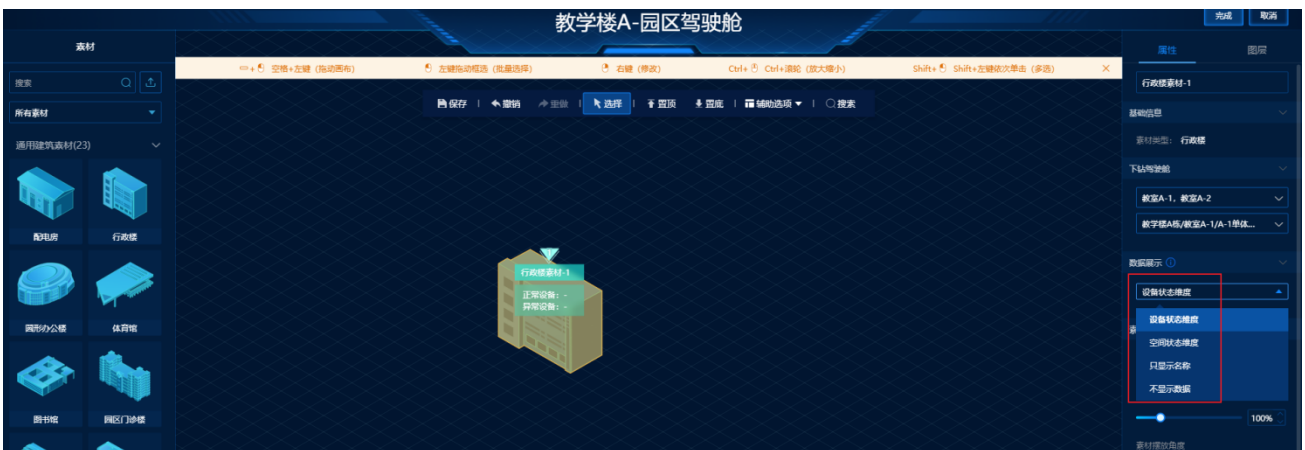 教学楼A-园区驾驶舱
完成 取消
素材
搜索
所有素材
通用建筑素材(23)
配电房 行政楼
圆形办公楼 体育馆
图书馆 园区门诊楼
+ 空格+左键 (拖动画布) 左键拖动框选 (批量选择) 右键 (修改) Ctrl+ Ctrl+滚轮 (放大缩小) Shift+ Shift+左键依次单击 (多选) ×
保存 撤销 重做 选择 置顶 置底 辅助选项 搜索
行政楼素材-1
正常设备: -
异常设备: -
属性 图层
行政楼素材-1
基础信息
素材类型: 行政楼
下钻驾驶舱
教室A-1, 教室A-2
教学楼A栋/教室A-1/A-1单体...
数据展示
设备状态维度
设备状态维度
空间状态维度
只显示名称
不显示数据
100%
素材摆放角度